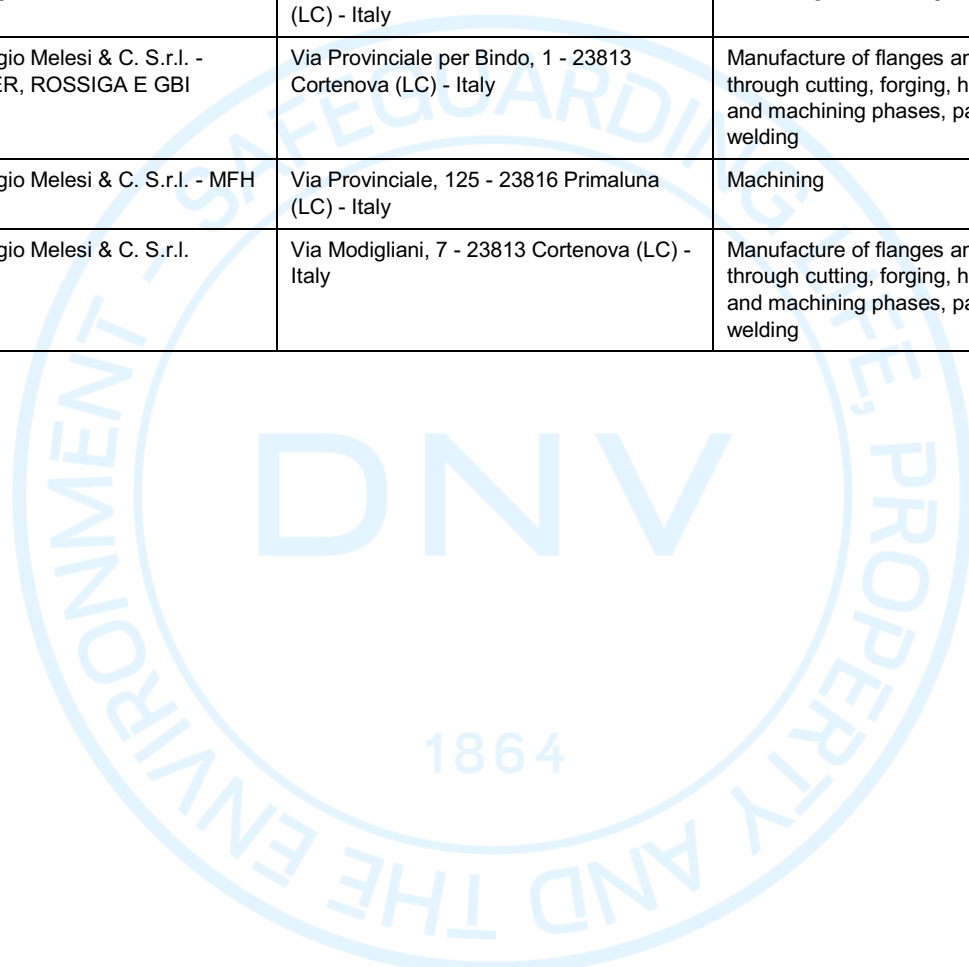 (LC) - Italy
gio Melesi & C. S.r.l. -
ER, ROSSIGA E GBI
Via Provinciale per Bindo, 1 - 23813
Cortenova (LC) - Italy
Manufacture of flanges ar
through cutting, forging, h
and machining phases, pa
welding
gio Melesi & C. S.r.l. - MFH
Via Provinciale, 125 - 23816 Primaluna
(LC) - Italy
Machining
gio Melesi & C. S.r.l.
Via Modigliani, 7 - 23813 Cortenova (LC) -
Italy
Manufacture of flanges ar
through cutting, forging, h
and machining phases, pa
welding
SAFEGUARDING LIFE, PROPERTY AND THE ENVIRONMENT -
DNV
1864